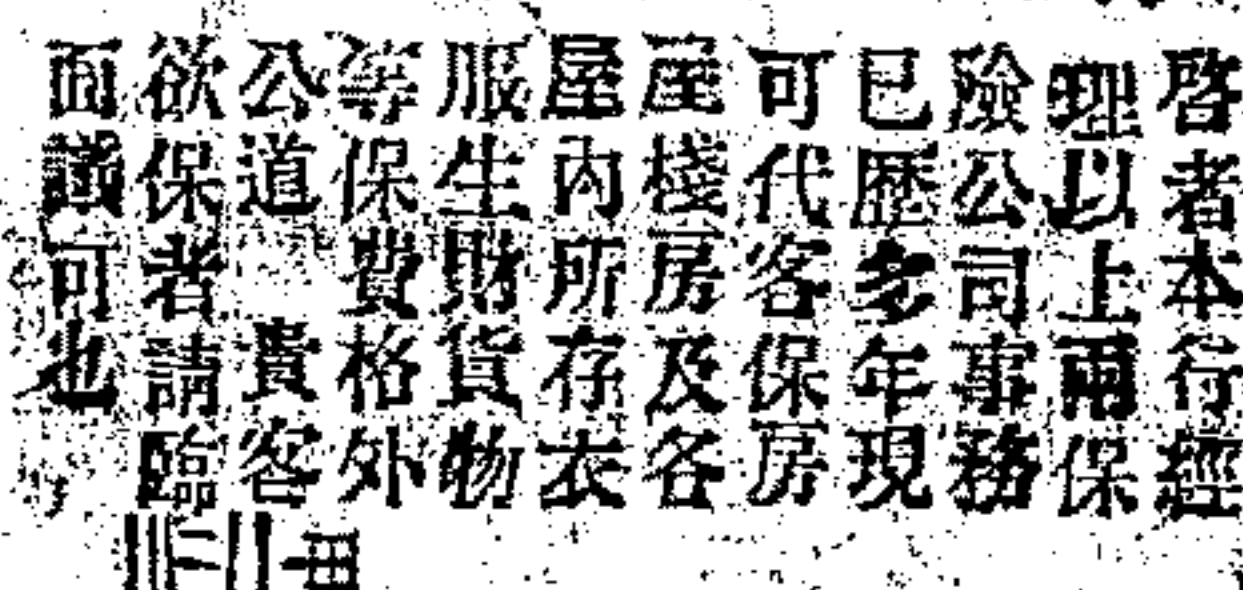 啓者本行經
理以上兩保
險公司事務
已歷多年現
可代客保房
屋棧房及各
屋內所存衣
服生財貨物
等保費格外
公道 貴客
欲保者請臨
面議可也